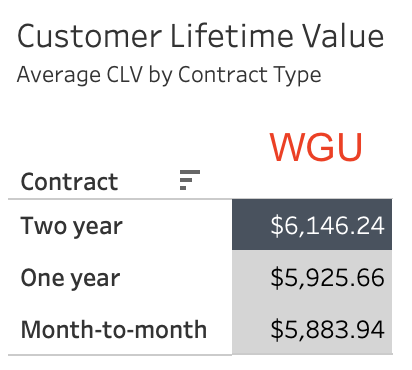 Customer Lifetime Value
Average CLV by Contract Type
WGU
Contract
Two year $6,146.24
One year $5,925.66
Month-to-month $5,883.94